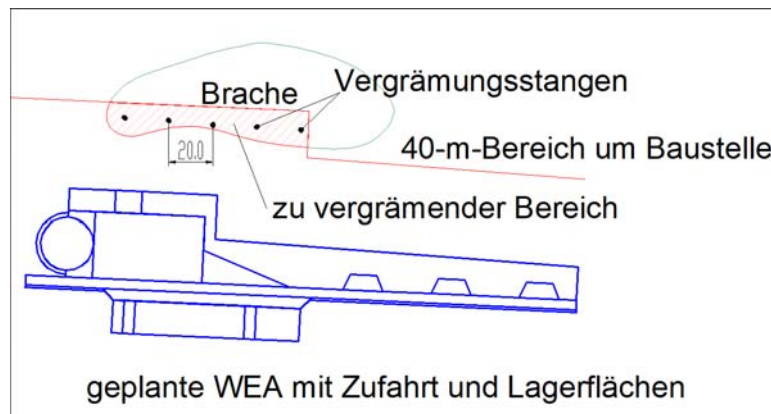 Vergrämungsstangen
Brache
20.0
40-m-Bereich um Baustelle
zu vergrämender Bereich
geplante WEA mit Zufahrt und Lagerflächen